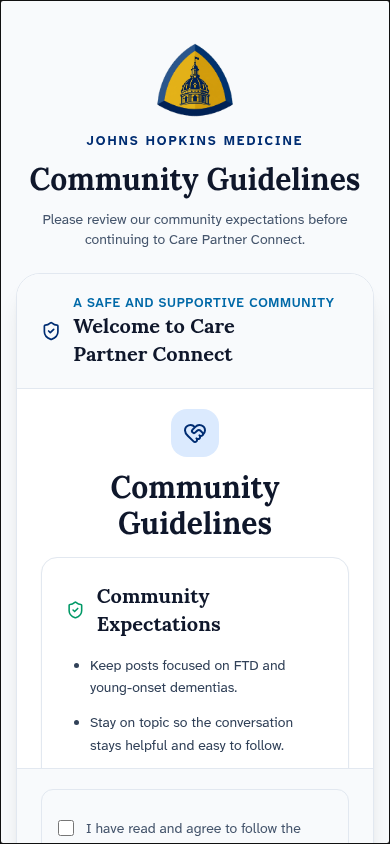 JOHNS HOPKINS MEDICINE
Community Guidelines
Please review our community expectations before
continuing to Care Partner Connect.
A SAFE AND SUPPORTIVE COMMUNITY
Welcome to Care
Partner Connect
Community
Guidelines
Community
Expectations
Keep posts focused on FTD and
young-onset dementias.
Stay on topic so the conversation
stays helpful and easy to follow.
I have read and agree to follow the